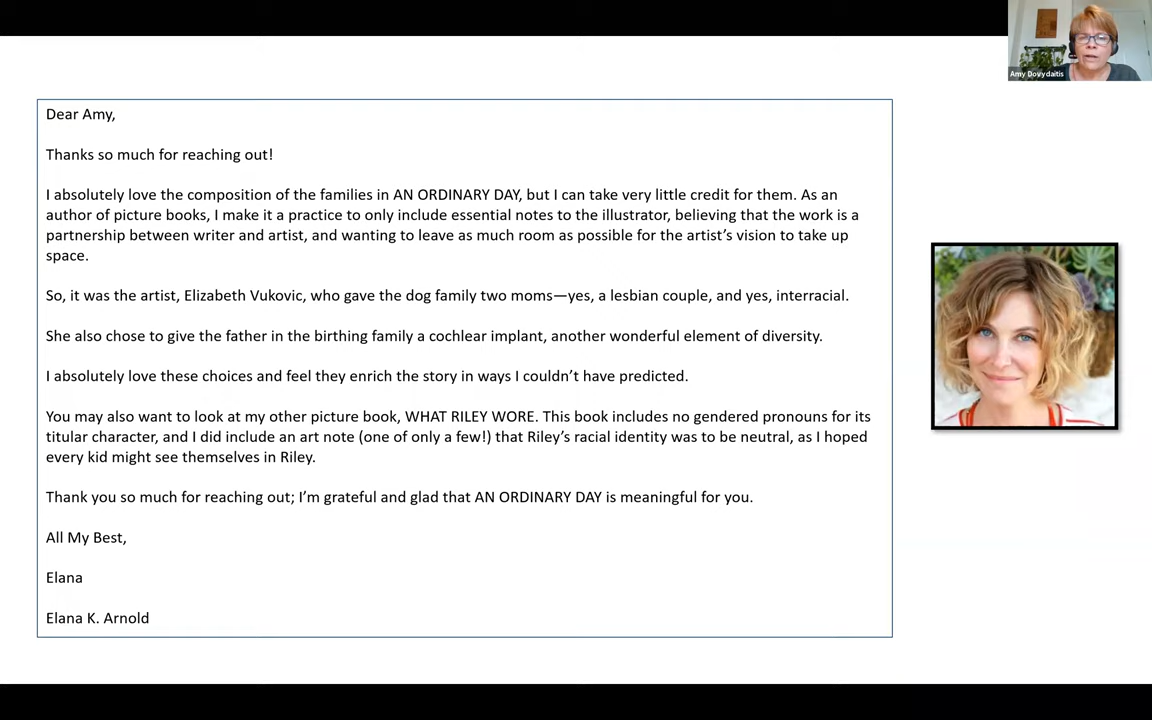 Amy Dovydaitis
Dear Amy,
Thanks so much for reaching out!
I absolutely love the composition of the families in AN ORDINARY DAY, but I can take very little credit for them. As an
author of picture books, I make it a practice to only include essential notes to the illustrator, believing that the work is a
partnership between writer and artist, and wanting to leave as much room as possible for the artist’s vision to take up
space.
So, it was the artist, Elizabeth Vukovic, who gave the dog family two moms—yes, a lesbian couple, and yes, interracial.
She also chose to give the father in the birthing family a cochlear implant, another wonderful element of diversity.
I absolutely love these choices and feel they enrich the story in ways I couldn’t have predicted.
You may also want to look at my other picture book, WHAT RILEY WORE. This book includes no gendered pronouns for its
titular character, and I did include an art note (one of only a few!) that Riley’s racial identity was to be neutral, as I hoped
every kid might see themselves in Riley.
Thank you so much for reaching out; I’m grateful and glad that AN ORDINARY DAY is meaningful for you.
All My Best,
Elana
Elana K. Arnold